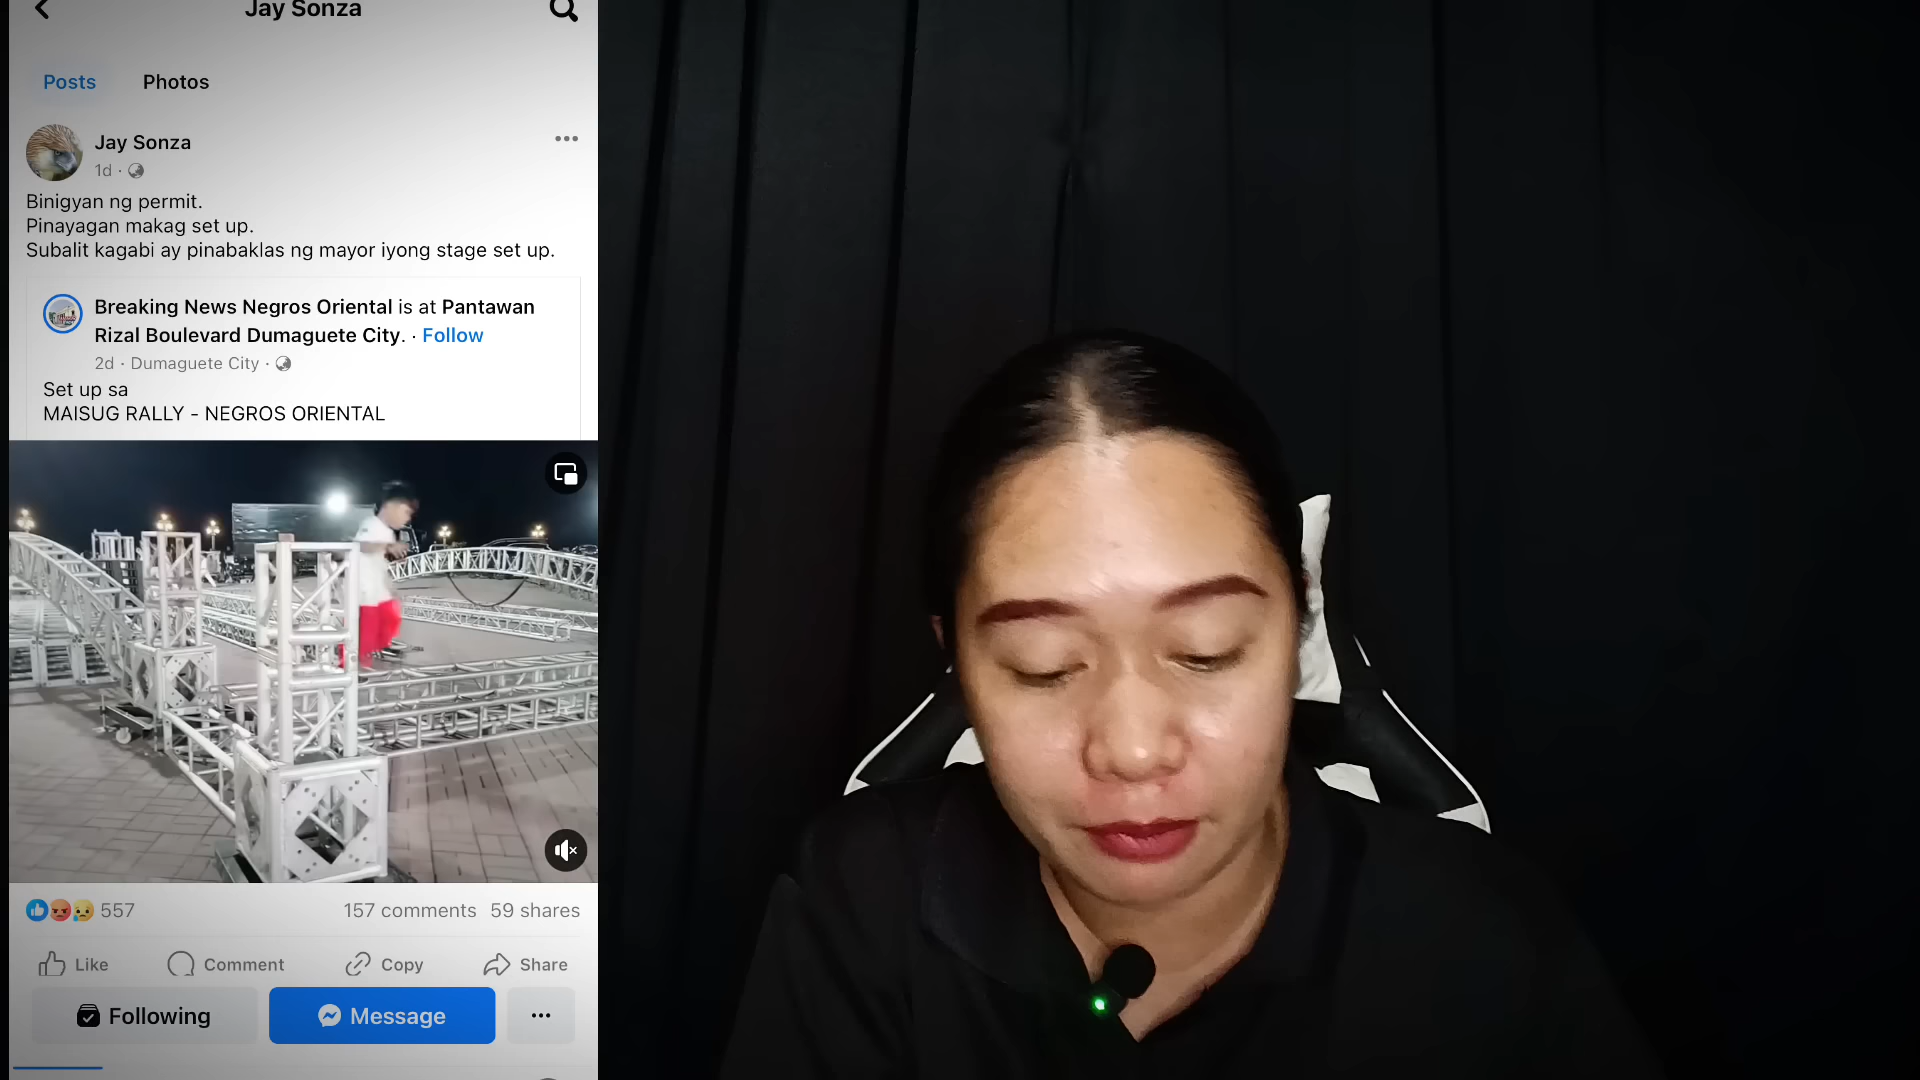 Jay Sonza
Posts Photos
Jay Sonza
1d ·
Binigyan ng permit.
Pinayagan makag set up.
Subalit kagabi ay pinabaklas ng mayor iyong stage set up.
Breaking News Negros Oriental is at Pantawan
Rizal Boulevard Dumaguete City. · Follow
2d · Dumaguete City ·
Set up sa
MAISUG RALLY - NEGROS ORIENTAL
557 157 comments 59 shares
Like Comment Copy Share
Following Message